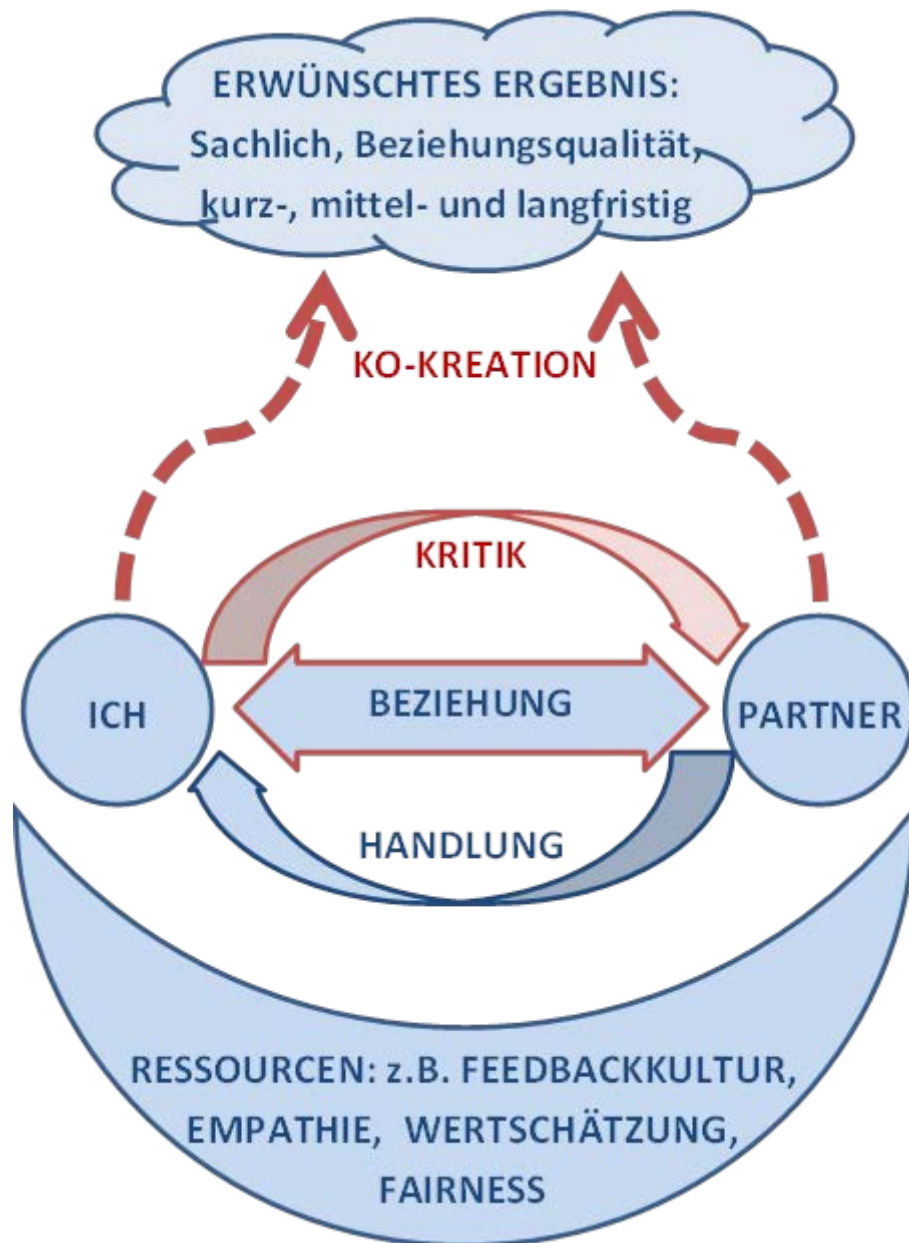 ERWÜNSCHTES ERGEBNIS:
Sachlich, Beziehungsqualität,
kurz-, mittel- und langfristig
KO-KREATION
KRITIK
ICH
BEZIEHUNG
PARTNER
HANDLUNG
RESSOURCEN: z.B. FEEDBACKKULTUR,
EMPATHIE, WERTSCHÄTZUNG,
FAIRNESS